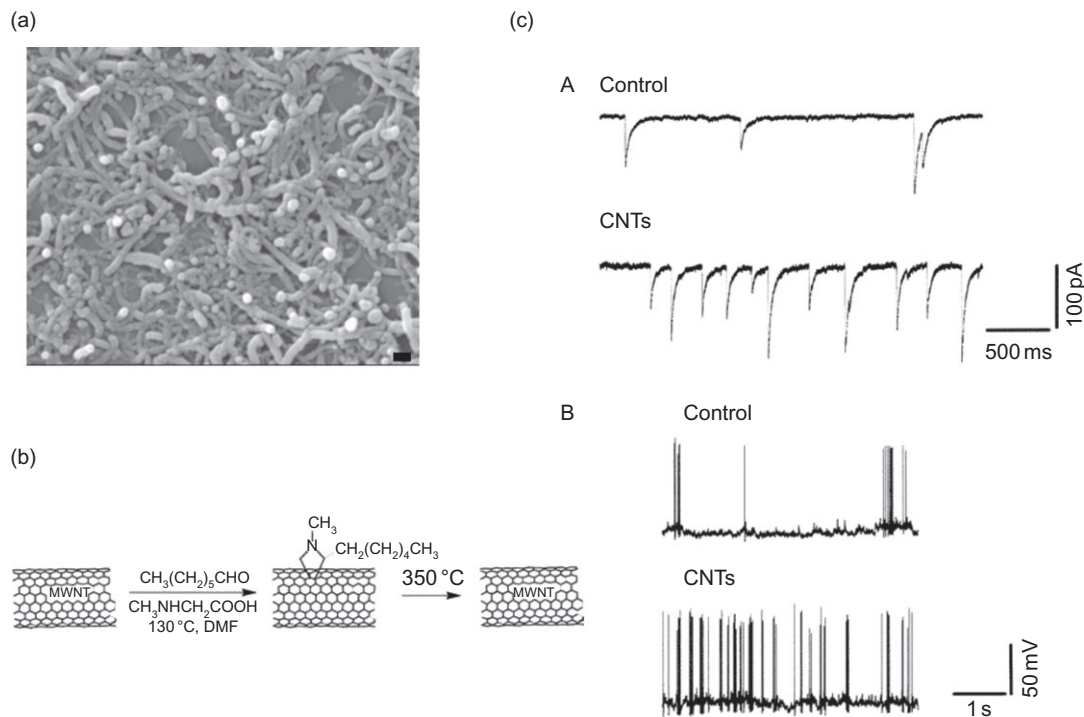 (a)
(c)
A Control
CNTs
100 pA
500 ms
B Control
CNTs
50 mV
1 s
(b)
MWNT
CH₃(CH₂)₅CHO
CH₃NHCH₂COOH
130 °C, DMF
CH₃
N
CH₂(CH₂)₄CH₃
350 °C
MWNT